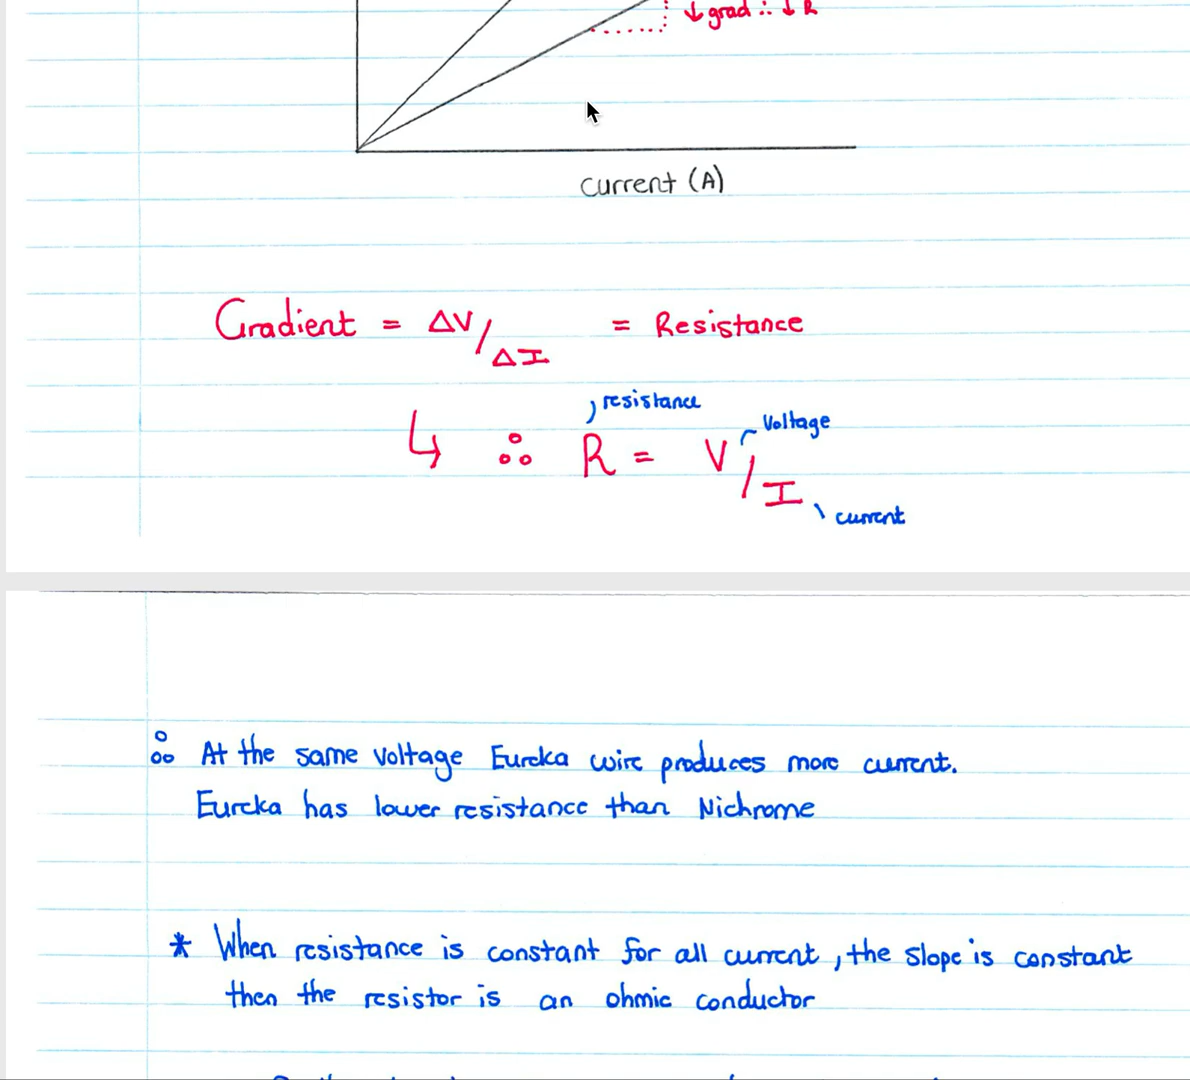 ↓ grad ∴ ↓ R
Current (A)
Gradient = ΔV/ΔI = Resistance
resistance
Voltage
↳ ∴ R = V/I
current
∴ At the same voltage Eureka wire produces more current.
Eureka has lower resistance than Nichrome
* When resistance is constant for all current, the slope is constant
then the resistor is an ohmic conductor